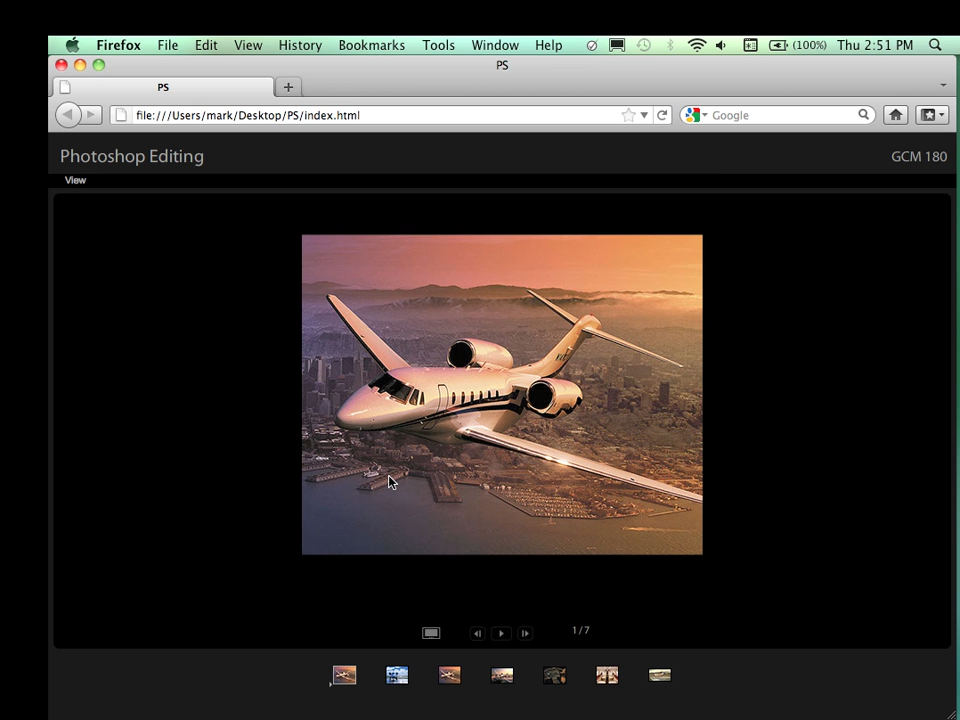 Firefox File Edit View History Bookmarks Tools Window Help (100%) Thu 2:51 PM
PS
PS
file:///Users/mark/Desktop/PS/index.html Google
Photoshop Editing GCM 180
View
1/7